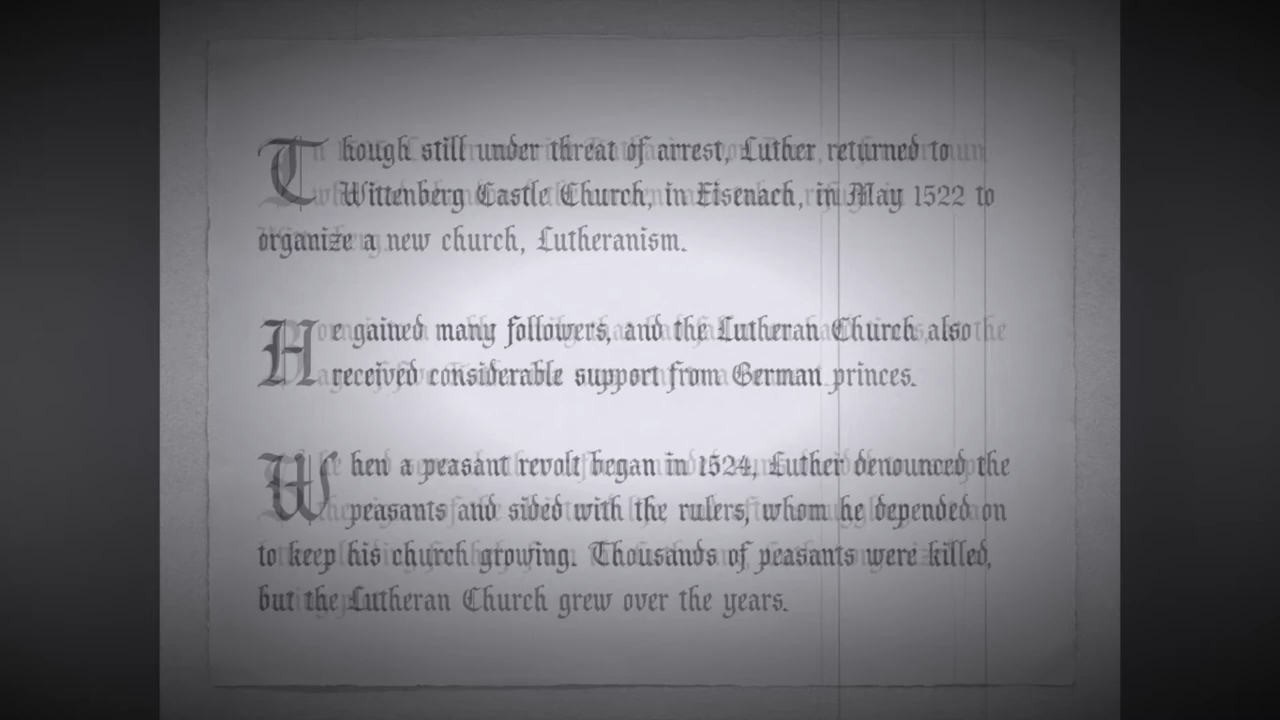 Though still under threat of arrest, Luther returned to
Wittenberg Castle Church, in Eisenach, in May 1522 to
organize a new church, Lutheranism.
He gained many followers, and the Lutheran Church also
received considerable support from German princes.
When a peasant revolt began in 1524, Luther denounced the
peasants and sided with the rulers, whom he depended on
to keep his church growing. Thousands of peasants were killed,
but the Lutheran Church grew over the years.